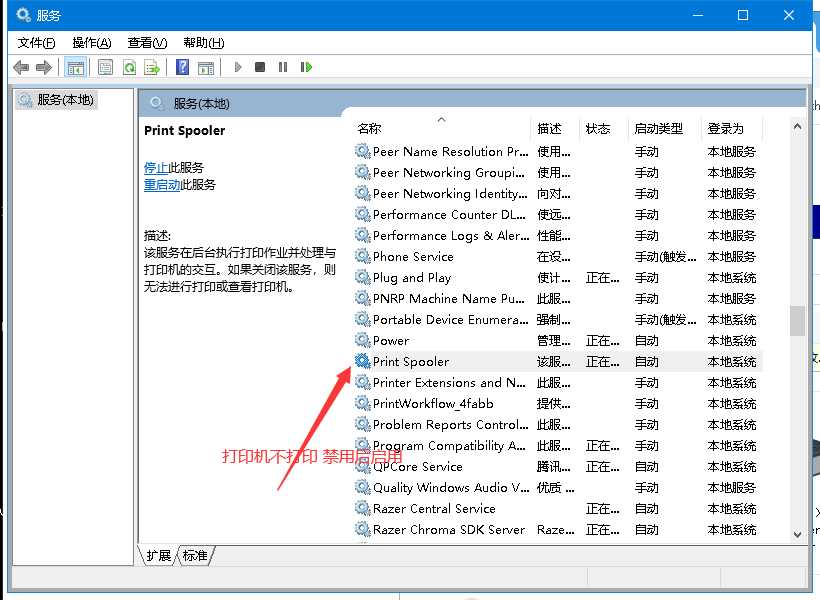 服务
文件(F) 操作(A) 查看(V) 帮助(H)
服务(本地)
服务(本地)
Print Spooler
停止此服务
重启动此服务
描述:
该服务在后台执行打印作业并处理与
打印机的交互。如果关闭该服务，则
无法进行打印或查看打印机。
名称 描述 状态 启动类型 登录为
Peer Name Resolution Pr... 使用... 手动 本地服务
Peer Networking Groupi... 使用... 手动 本地服务
Peer Networking Identity... 向对... 手动 本地服务
Performance Counter DL... 使远... 手动 本地服务
Performance Logs & Aler... 性能... 手动 本地服务
Phone Service 在设... 手动(触发... 本地服务
Plug and Play 使计... 正在... 手动 本地系统
PNRP Machine Name Pu... 此服... 手动 本地服务
Portable Device Enumera... 强制... 手动(触发... 本地系统
Power 管理... 正在... 自动 本地系统
Print Spooler 该服... 正在... 自动 本地系统
Printer Extensions and N... 此服... 手动 本地系统
PrintWorkflow_4fabb 提供... 手动 本地系统
Problem Reports Control... 此服... 手动 本地系统
Program Compatibility A... 此服... 正在... 手动 本地系统
打印机不打印 禁用后启用
QPCore Service 腾讯... 正在... 自动 本地系统
Quality Windows Audio V... 优质 ... 手动 本地服务
Razer Central Service 正在... 自动 本地系统
Razer Chroma SDK Server Raze... 正在... 自动 本地系统
扩展 标准